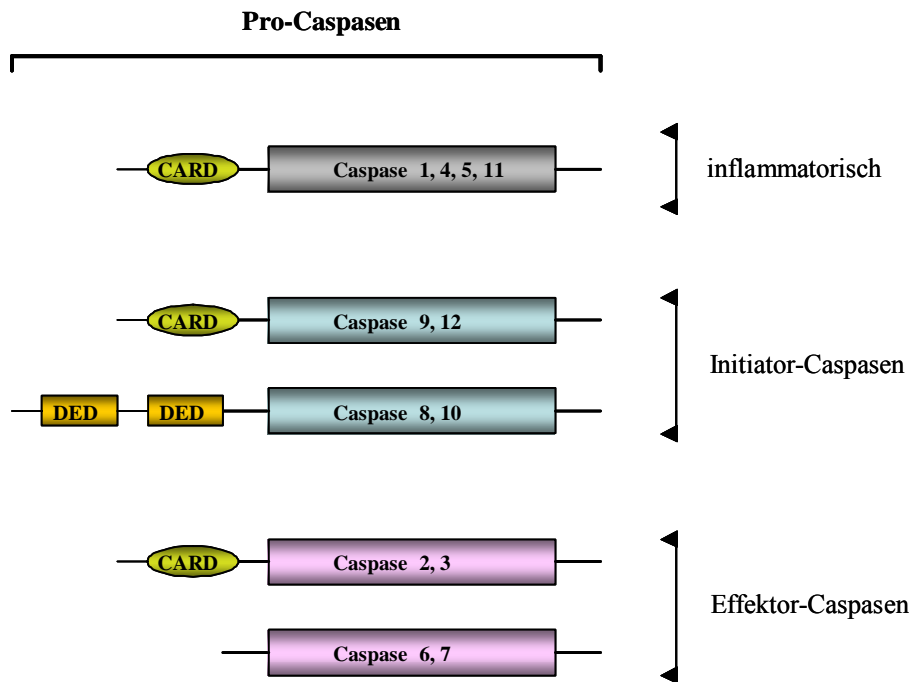 Pro-Caspasen
CARD Caspase 1, 4, 5, 11 inflammatorisch
CARD Caspase 9, 12
Initiator-Caspasen
DED DED Caspase 8, 10
CARD Caspase 2, 3
Effektor-Caspasen
Caspase 6, 7